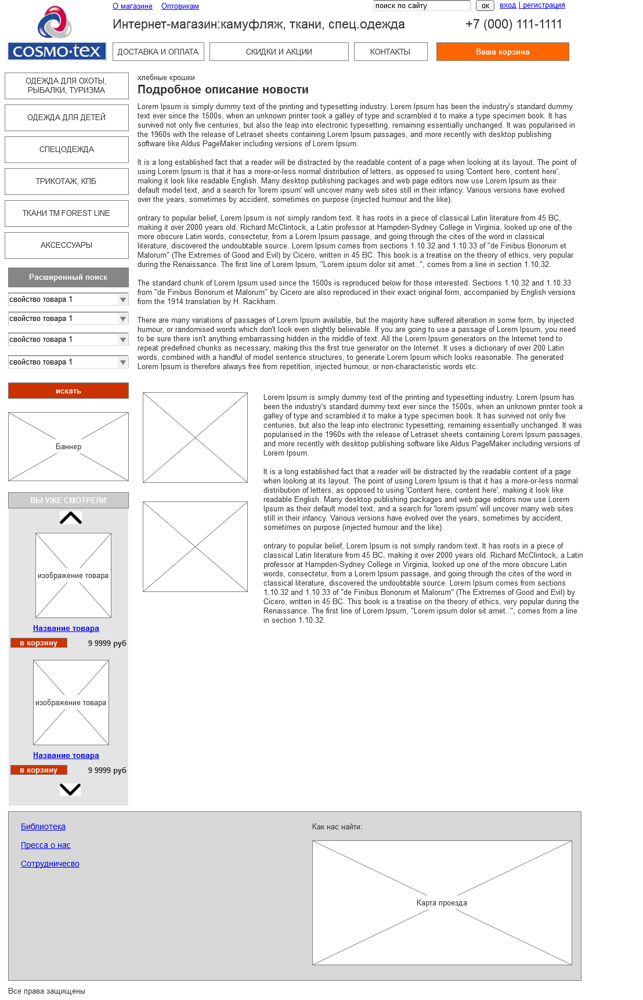 О магазине
Оптовикам
поиск по сайту
ок
вход | регистрация
Интернет-магазин:камуфляж, ткани, спец.одежда
+7 (000) 111-1111
COSMO·TEX
ДОСТАВКА И ОПЛАТА
СКИДКИ И АКЦИИ
КОНТАКТЫ
Ваша корзина
ОДЕЖДА ДЛЯ ОХОТЫ,
РЫБАЛКИ, ТУРИЗМА
ОДЕЖДА ДЛЯ ДЕТЕЙ
СПЕЦОДЕЖДА
ТРИКОТАЖ, КПБ
ТКАНИ ТМ FOREST LINE
АКСЕССУАРЫ
Расширенный поиск
свойство товара 1
свойство товара 1
свойство товара 1
свойство товара 1
искать
Баннер
ВЫ УЖЕ СМОТРЕЛИ
изображение товара
Название товара
в корзину
9 9999 руб
изображение товара
Название товара
в корзину
9 9999 руб
хлебные крошки
Подробное описание новости
Lorem Ipsum is simply dummy text of the printing and typesetting industry. Lorem Ipsum has been the industry's standard dummy
text ever since the 1500s, when an unknown printer took a galley of type and scrambled it to make a type specimen book. It has
survived not only five centuries, but also the leap into electronic typesetting, remaining essentially unchanged. It was popularised in
the 1960s with the release of Letraset sheets containing Lorem Ipsum passages, and more recently with desktop publishing
software like Aldus PageMaker including versions of Lorem Ipsum.
It is a long established fact that a reader will be distracted by the readable content of a page when looking at its layout. The point of
using Lorem Ipsum is that it has a more-or-less normal distribution of letters, as opposed to using 'Content here, content here',
making it look like readable English. Many desktop publishing packages and web page editors now use Lorem Ipsum as their
default model text, and a search for 'lorem ipsum' will uncover many web sites still in their infancy. Various versions have evolved
over the years, sometimes by accident, sometimes on purpose (injected humour and the like).
ontrary to popular belief, Lorem Ipsum is not simply random text. It has roots in a piece of classical Latin literature from 45 BC,
making it over 2000 years old. Richard McClintock, a Latin professor at Hampden-Sydney College in Virginia, looked up one of the
more obscure Latin words, consectetur, from a Lorem Ipsum passage, and going through the cites of the word in classical
literature, discovered the undoubtable source. Lorem Ipsum comes from sections 1.10.32 and 1.10.33 of "de Finibus Bonorum et
Malorum" (The Extremes of Good and Evil) by Cicero, written in 45 BC. This book is a treatise on the theory of ethics, very popular
during the Renaissance. The first line of Lorem Ipsum, "Lorem ipsum dolor sit amet..", comes from a line in section 1.10.32.
The standard chunk of Lorem Ipsum used since the 1500s is reproduced below for those interested. Sections 1.10.32 and 1.10.33
from "de Finibus Bonorum et Malorum" by Cicero are also reproduced in their exact original form, accompanied by English versions
from the 1914 translation by H. Rackham.
There are many variations of passages of Lorem Ipsum available, but the majority have suffered alteration in some form, by injected
humour, or randomised words which don't look even slightly believable. If you are going to use a passage of Lorem Ipsum, you need
to be sure there isn't anything embarrassing hidden in the middle of text. All the Lorem Ipsum generators on the Internet tend to
repeat predefined chunks as necessary, making this the first true generator on the Internet. It uses a dictionary of over 200 Latin
words, combined with a handful of model sentence structures, to generate Lorem Ipsum which looks reasonable. The generated
Lorem Ipsum is therefore always free from repetition, injected humour, or non-characteristic words etc.
Lorem Ipsum is simply dummy text of the printing and typesetting industry. Lorem Ipsum has
been the industry's standard dummy text ever since the 1500s, when an unknown printer took a
galley of type and scrambled it to make a type specimen book. It has survived not only five
centuries, but also the leap into electronic typesetting, remaining essentially unchanged. It was
popularised in the 1960s with the release of Letraset sheets containing Lorem Ipsum passages,
and more recently with desktop publishing software like Aldus PageMaker including versions of
Lorem Ipsum.
It is a long established fact that a reader will be distracted by the readable content of a page
when looking at its layout. The point of using Lorem Ipsum is that it has a more-or-less normal
distribution of letters, as opposed to using 'Content here, content here', making it look like
readable English. Many desktop publishing packages and web page editors now use Lorem
Ipsum as their default model text, and a search for 'lorem ipsum' will uncover many web sites
still in their infancy. Various versions have evolved over the years, sometimes by accident,
sometimes on purpose (injected humour and the like).
ontrary to popular belief, Lorem Ipsum is not simply random text. It has roots in a piece of
classical Latin literature from 45 BC, making it over 2000 years old. Richard McClintock, a Latin
professor at Hampden-Sydney College in Virginia, looked up one of the more obscure Latin
words, consectetur, from a Lorem Ipsum passage, and going through the cites of the word in
classical literature, discovered the undoubtable source. Lorem Ipsum comes from sections
1.10.32 and 1.10.33 of "de Finibus Bonorum et Malorum" (The Extremes of Good and Evil) by
Cicero, written in 45 BC. This book is a treatise on the theory of ethics, very popular during the
Renaissance. The first line of Lorem Ipsum, "Lorem ipsum dolor sit amet..", comes from a line
in section 1.10.32.
Библиотека
Пресса о нас
Сотрудничесво
Как нас найти:
Карта проезда
Все права защищены